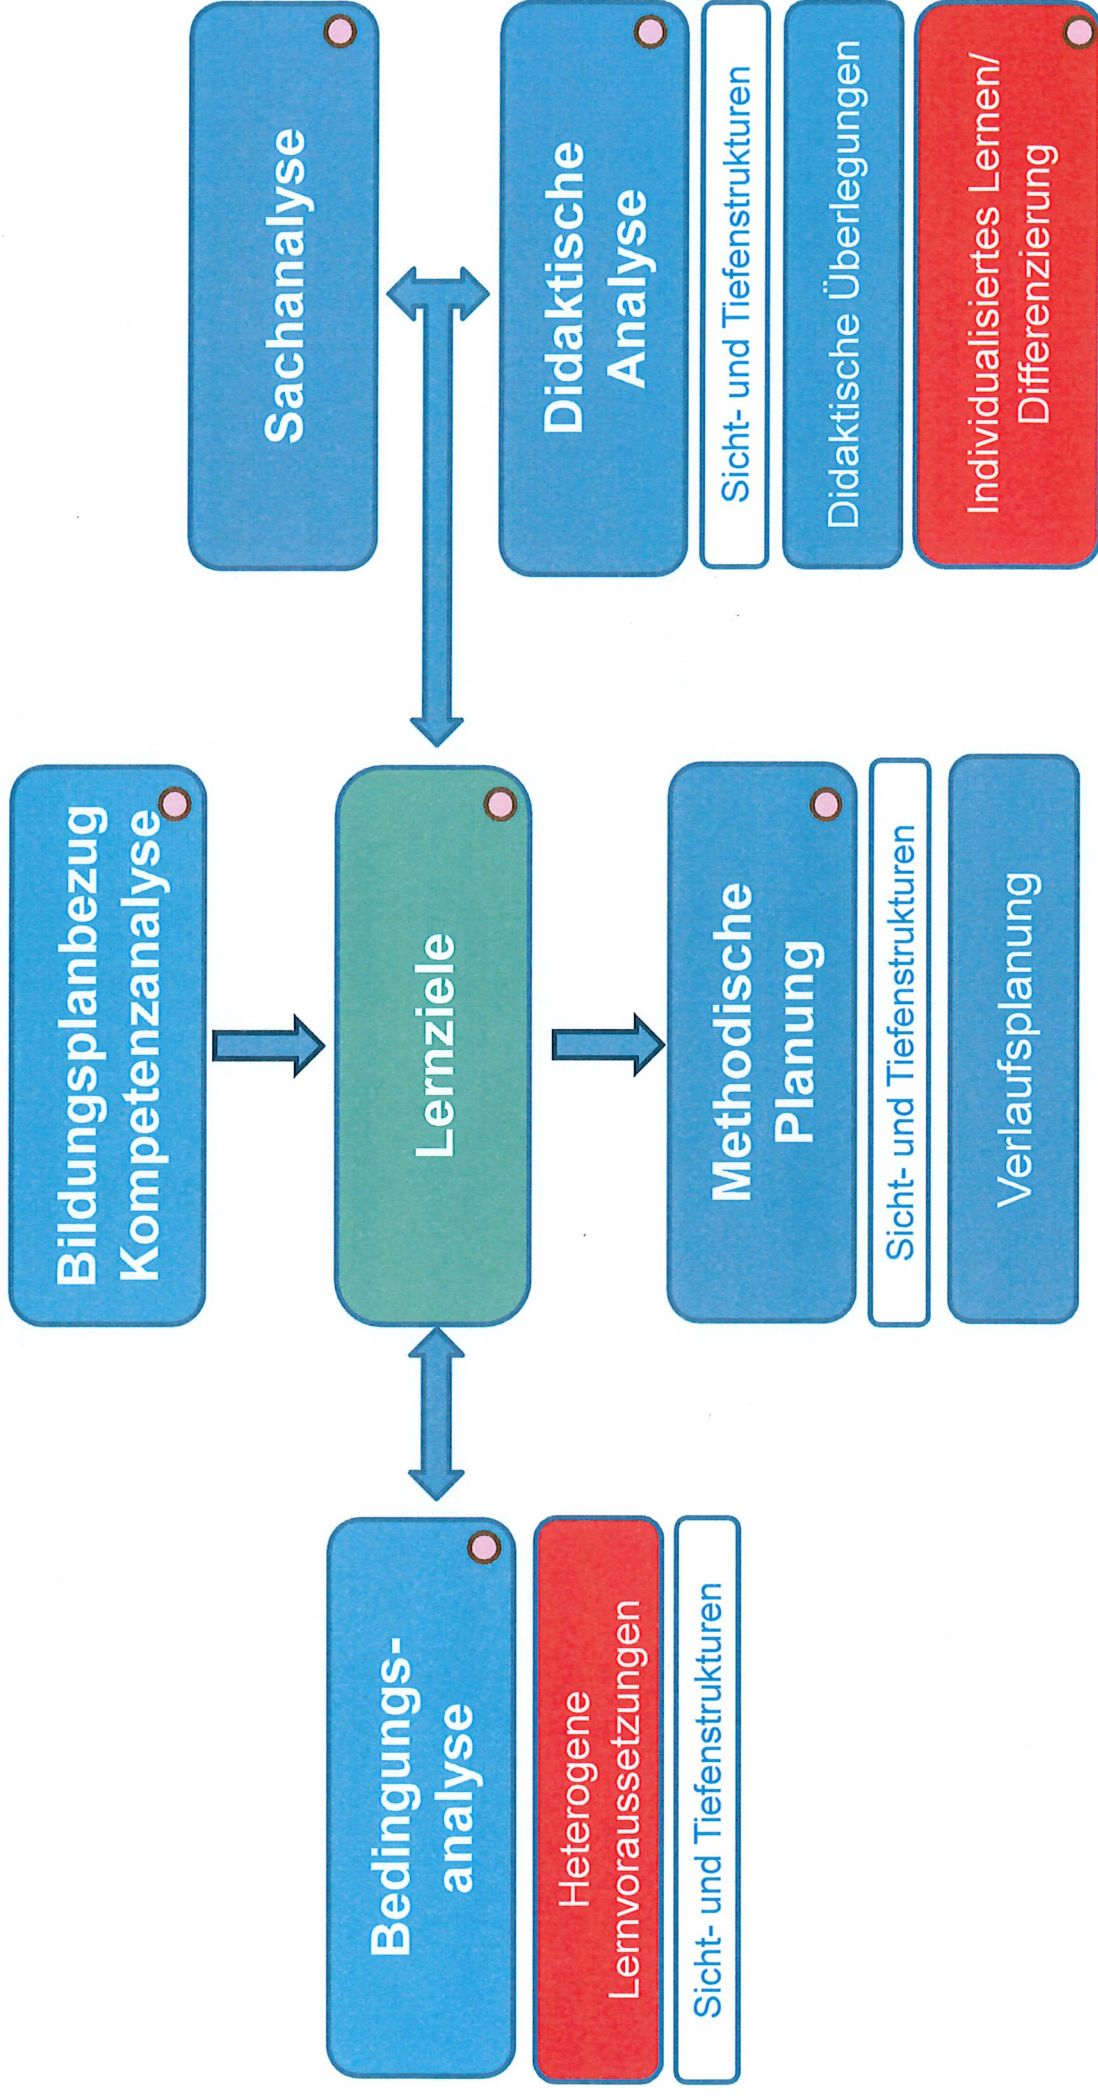 Bildungsplanbezug
Kompetenzanalyse
Sachanalyse
Bedingungs-
analyse
Heterogene
Lernvoraussetzungen
Sicht- und Tiefenstrukturen
Lernziele
Didaktische
Analyse
Sicht- und Tiefenstrukturen
Didaktische Überlegungen
Individualisiertes Lernen/
Differenzierung
Methodische
Planung
Sicht- und Tiefenstrukturen
Verlaufsplanung